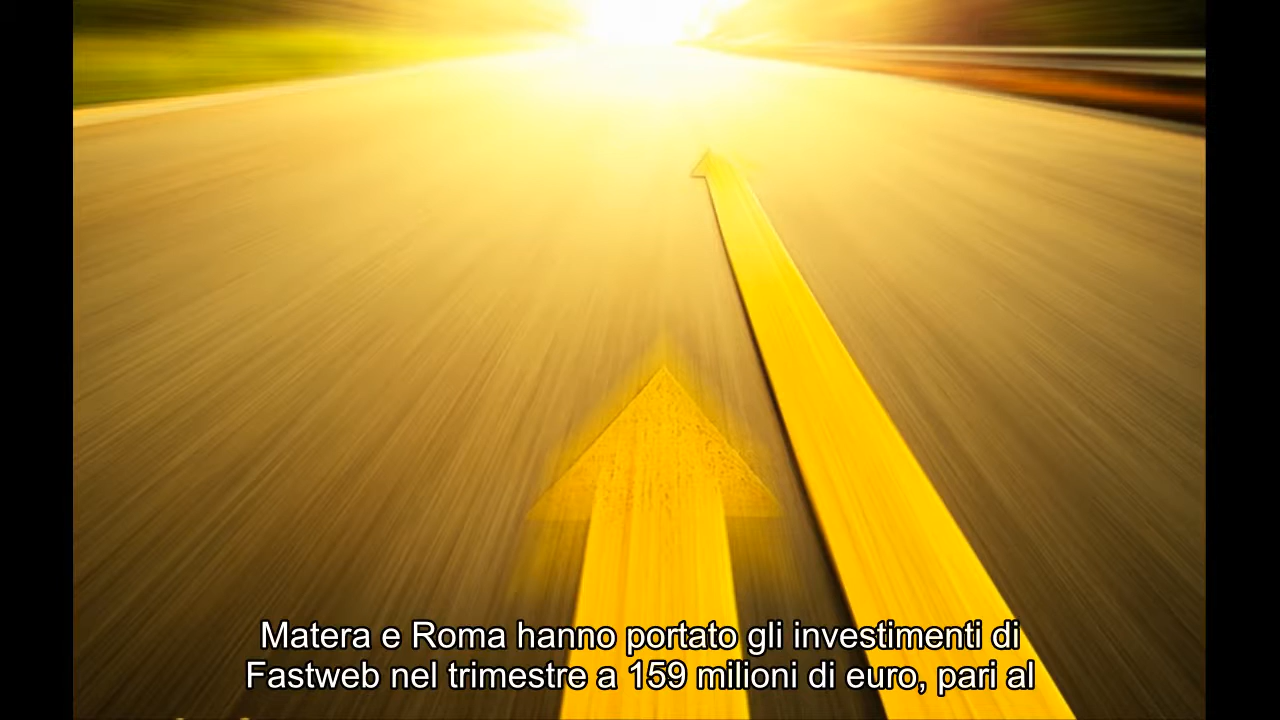 Matera e Roma hanno portato gli investimenti di
Fastweb nel trimestre a 159 milioni di euro, pari al